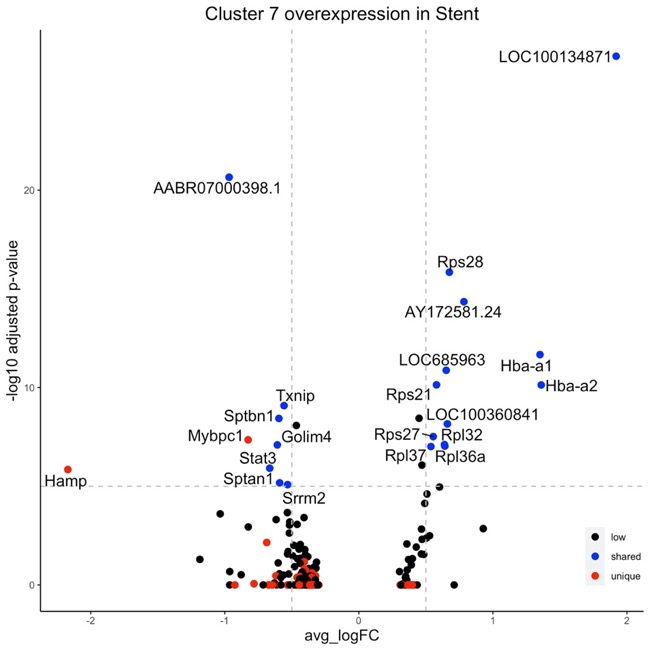 Cluster 7 overexpression in Stent
LOC100134871
AABR07000398.1
20
Rps28
AY172581.24
-log10 adjusted p-value
LOC685963
Hba-a1
10
Hba-a2
Rps21
Txnip
Sptbn1
LOC100360841
Mybpc1
Golim4
Rps27
Rpl32
Stat3
Rpl37
Rpl36a
Hamp
Sptan1
Srrm2
low
shared
unique
0
-2
-1
0
1
2
avg_logFC